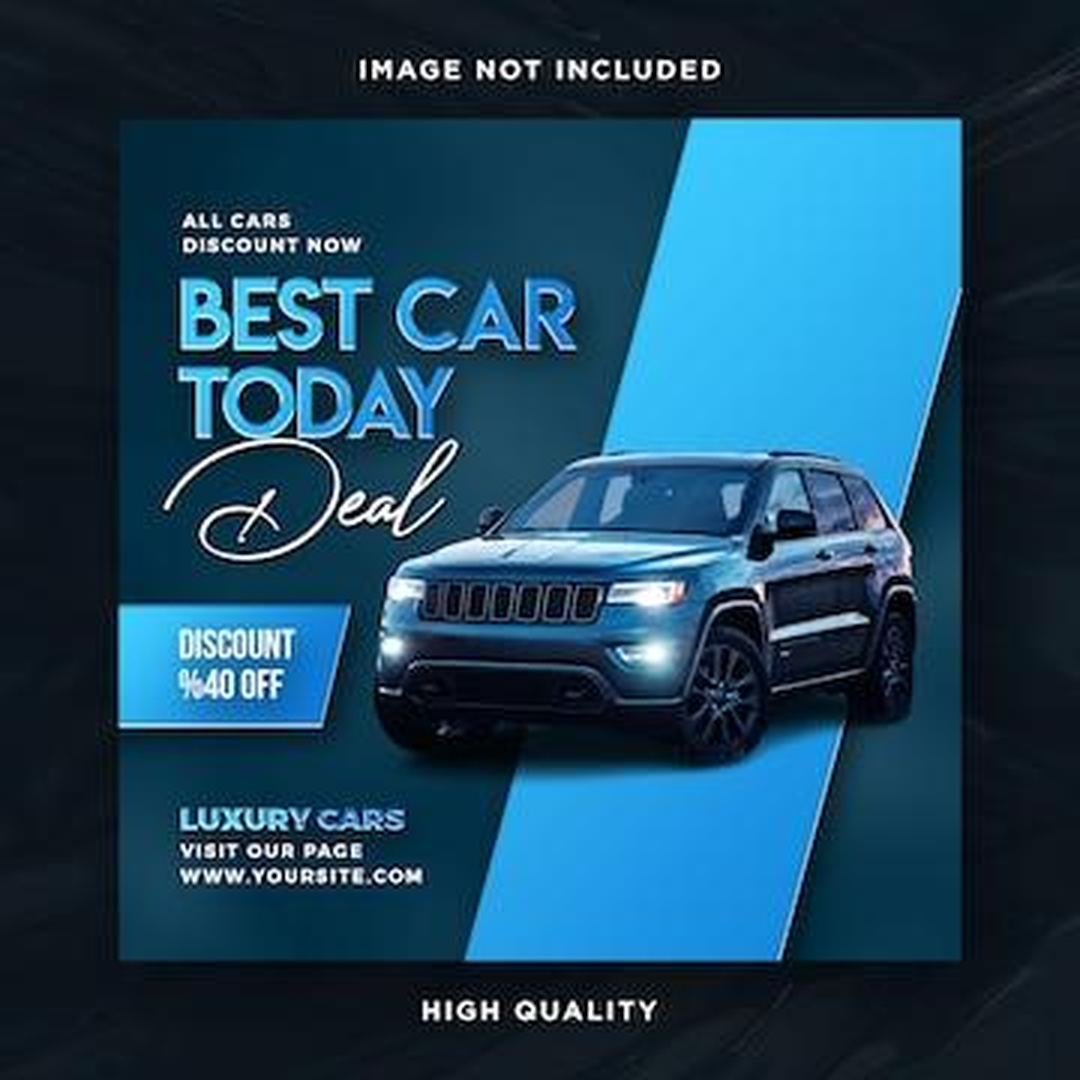 IMAGE NOT INCLUDED
ALL CARS
DISCOUNT NOW
BEST CAR
TODAY
Deal
DISCOUNT
%40 OFF
LUXURY CARS
VISIT OUR PAGE
WWW.YOURSITE.COM
HIGH QUALITY